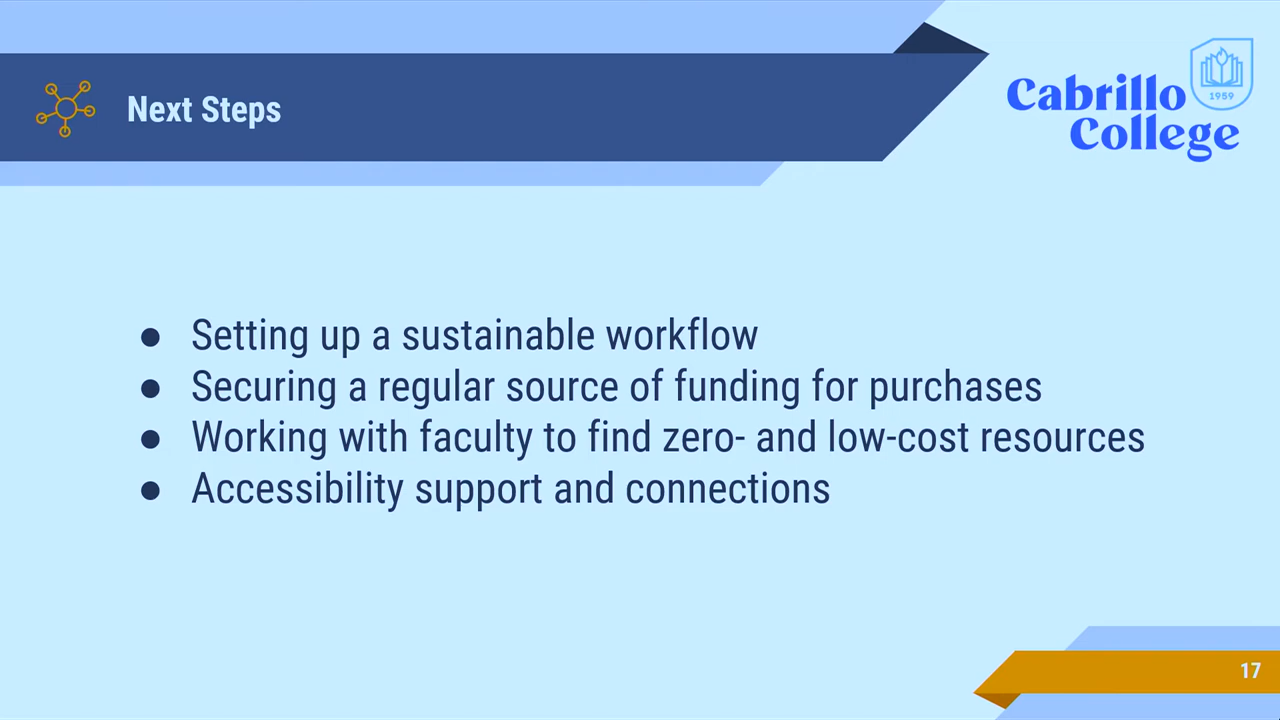 Next Steps
Cabrillo
College
1959
● Setting up a sustainable workflow
● Securing a regular source of funding for purchases
● Working with faculty to find zero- and low-cost resources
● Accessibility support and connections
17